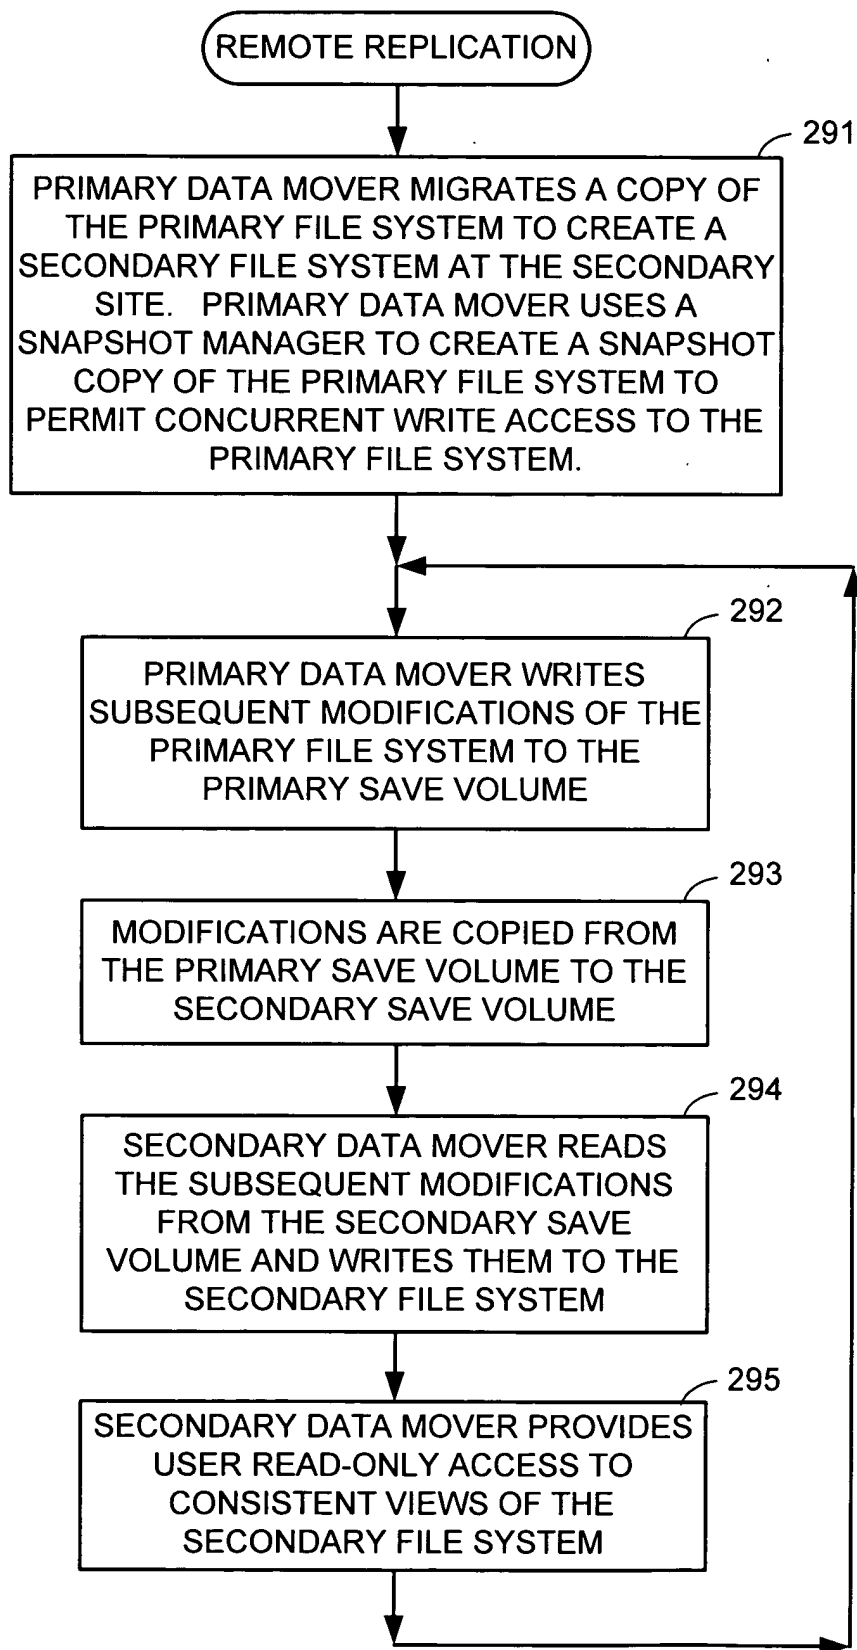 REMOTE REPLICATION
291
PRIMARY DATA MOVER MIGRATES A COPY OF
THE PRIMARY FILE SYSTEM TO CREATE A
SECONDARY FILE SYSTEM AT THE SECONDARY
SITE. PRIMARY DATA MOVER USES A
SNAPSHOT MANAGER TO CREATE A SNAPSHOT
COPY OF THE PRIMARY FILE SYSTEM TO
PERMIT CONCURRENT WRITE ACCESS TO THE
PRIMARY FILE SYSTEM.
292
PRIMARY DATA MOVER WRITES
SUBSEQUENT MODIFICATIONS OF THE
PRIMARY FILE SYSTEM TO THE
PRIMARY SAVE VOLUME
293
MODIFICATIONS ARE COPIED FROM
THE PRIMARY SAVE VOLUME TO THE
SECONDARY SAVE VOLUME
294
SECONDARY DATA MOVER READS
THE SUBSEQUENT MODIFICATIONS
FROM THE SECONDARY SAVE
VOLUME AND WRITES THEM TO THE
SECONDARY FILE SYSTEM
295
SECONDARY DATA MOVER PROVIDES
USER READ-ONLY ACCESS TO
CONSISTENT VIEWS OF THE
SECONDARY FILE SYSTEM